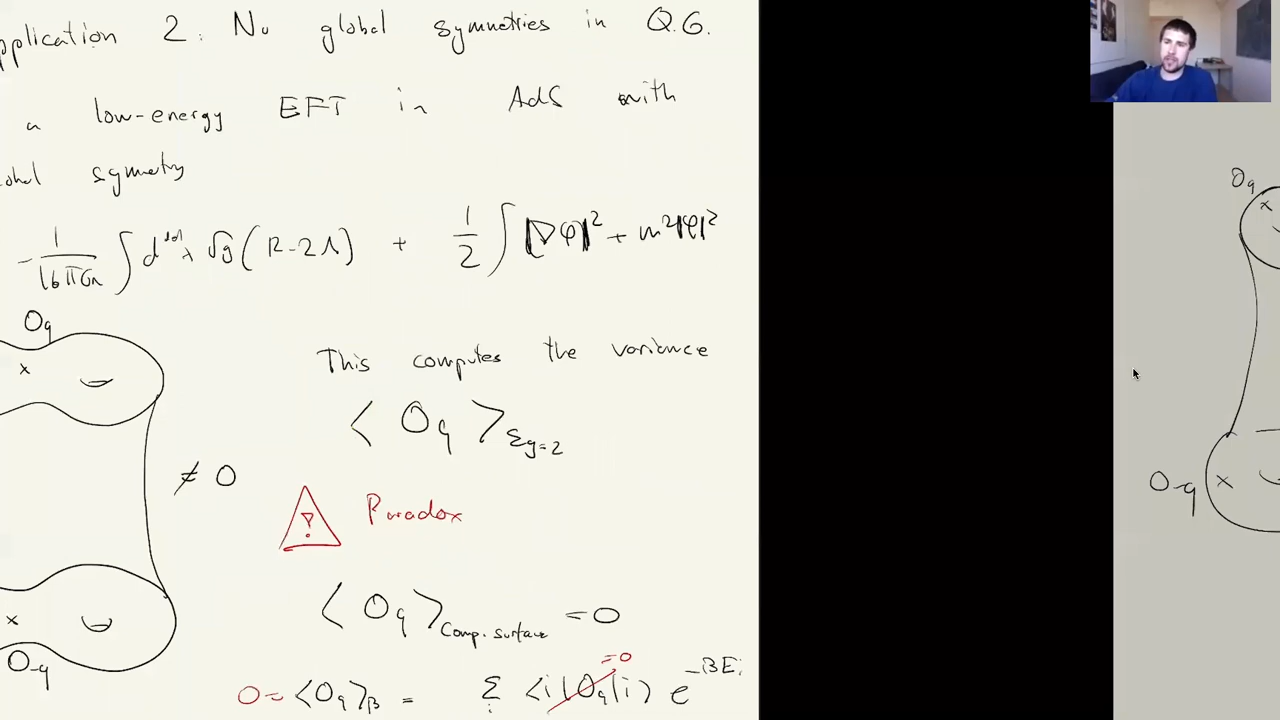 pplication 2: No global symmetries in Q.G.
a low-energy EFT in AdS with
symmetry
-1/16πG_N ∫ d^{d+1}x √g (R-2Λ) + 1/2 ∫ |∇φ|² + m²|φ|²
O_q
x
This computes the variance
< O_q >_{Σg=2}
≠ 0
! Paradox
< O_q >_{Comp. surface} = 0
x
O_-q
=0
0 = <O_q>_β = Σ_i <i|O_q|i> e^{-βE_i}
O_q
x
O_-q x